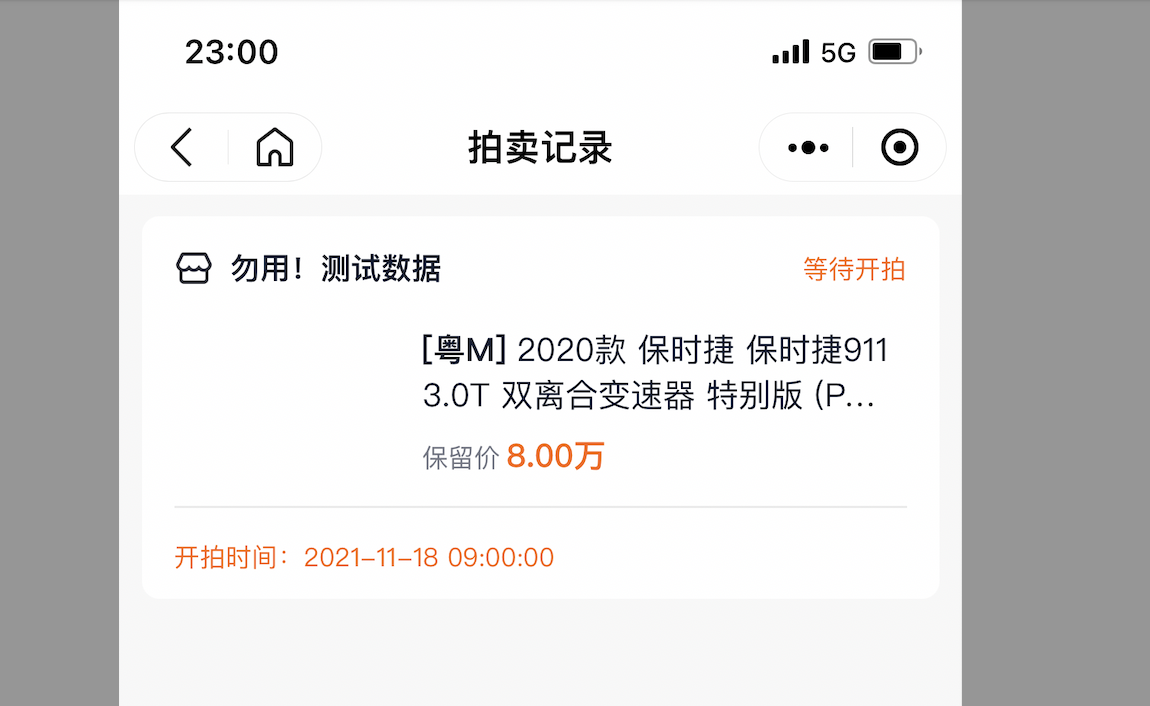 23:00
5G
拍卖记录
勿用！测试数据
等待开拍
[粤M] 2020款 保时捷 保时捷911
3.0T 双离合变速器 特别版 (P...
保留价 8.00万
开拍时间：2021-11-18 09:00:00